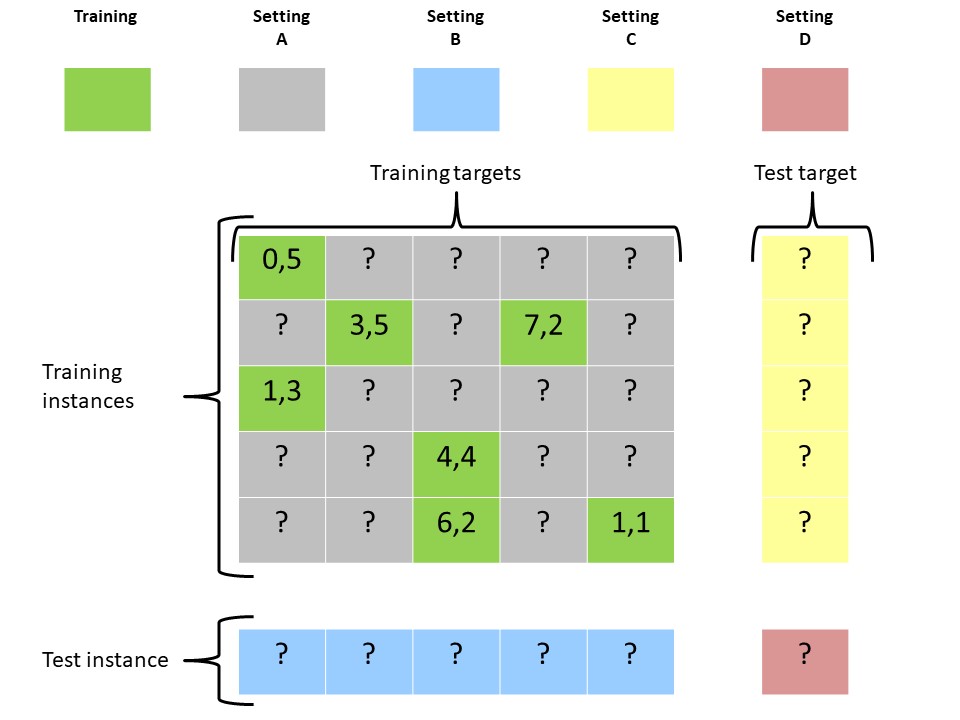 Training Setting Setting Setting Setting
A B C D
Training targets Test target
0,5 ? ? ? ? ?
? 3,5 ? 7,2 ? ?
Training
instances
1,3 ? ? ? ? ?
? ? 4,4 ? ? ?
? ? 6,2 ? 1,1 ?
Test instance ? ? ? ? ? ?